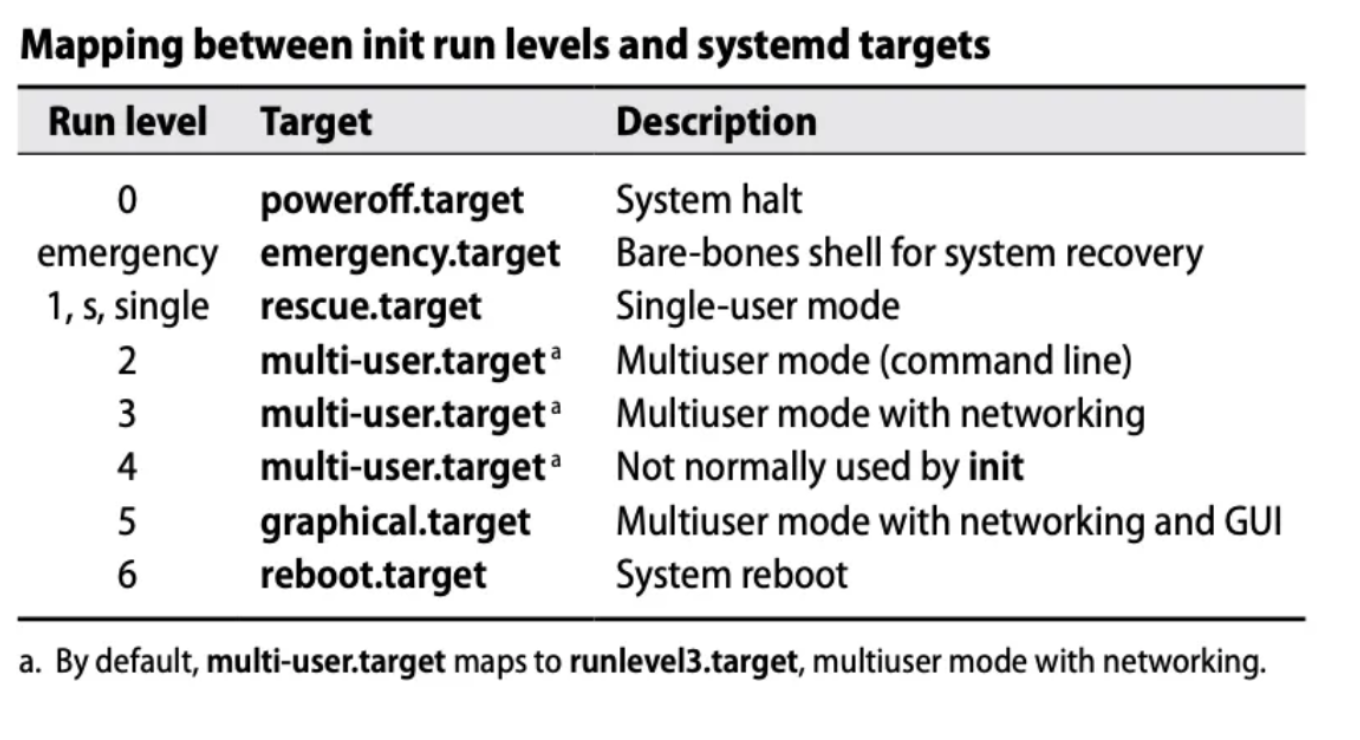 Mapping between init run levels and systemd targets
Run level Target Description
0 poweroff.target System halt
emergency emergency.target Bare-bones shell for system recovery
1, s, single rescue.target Single-user mode
2 multi-user.target a Multiuser mode (command line)
3 multi-user.target a Multiuser mode with networking
4 multi-user.target a Not normally used by init
5 graphical.target Multiuser mode with networking and GUI
6 reboot.target System reboot
a. By default, multi-user.target maps to runlevel3.target, multiuser mode with networking.